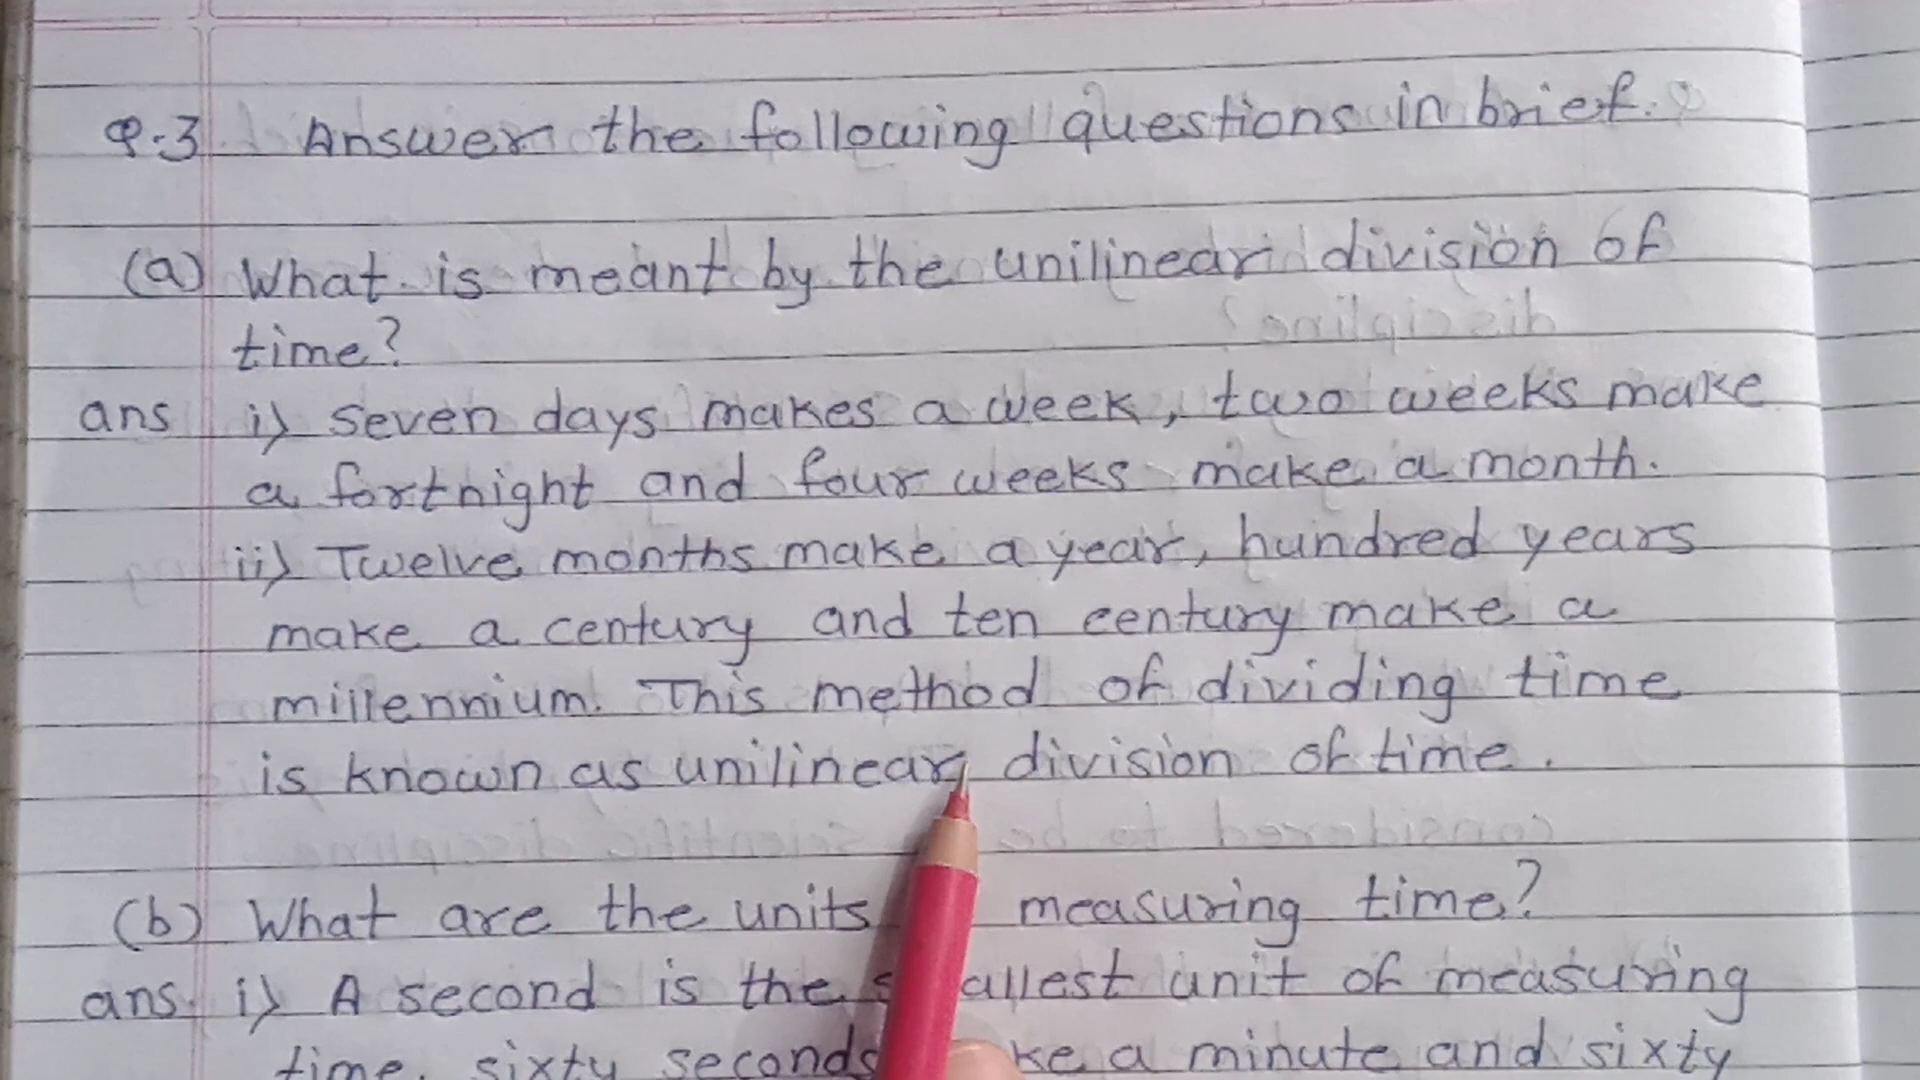 Q.3 Answer the following questions in brief.
(a) What is meant by the unilinear division of
time?
ans i) Seven days makes a week, two weeks make
a fortnight and four weeks make a month.
ii) Twelve months make a year, hundred years
make a century and ten century make a
millennium. This method of dividing time
is known as unilinear division of time.
(b) What are the units measuring time?
ans. i) A second is the allest unit of measuring
time. sixty seconds ke a minute and sixty